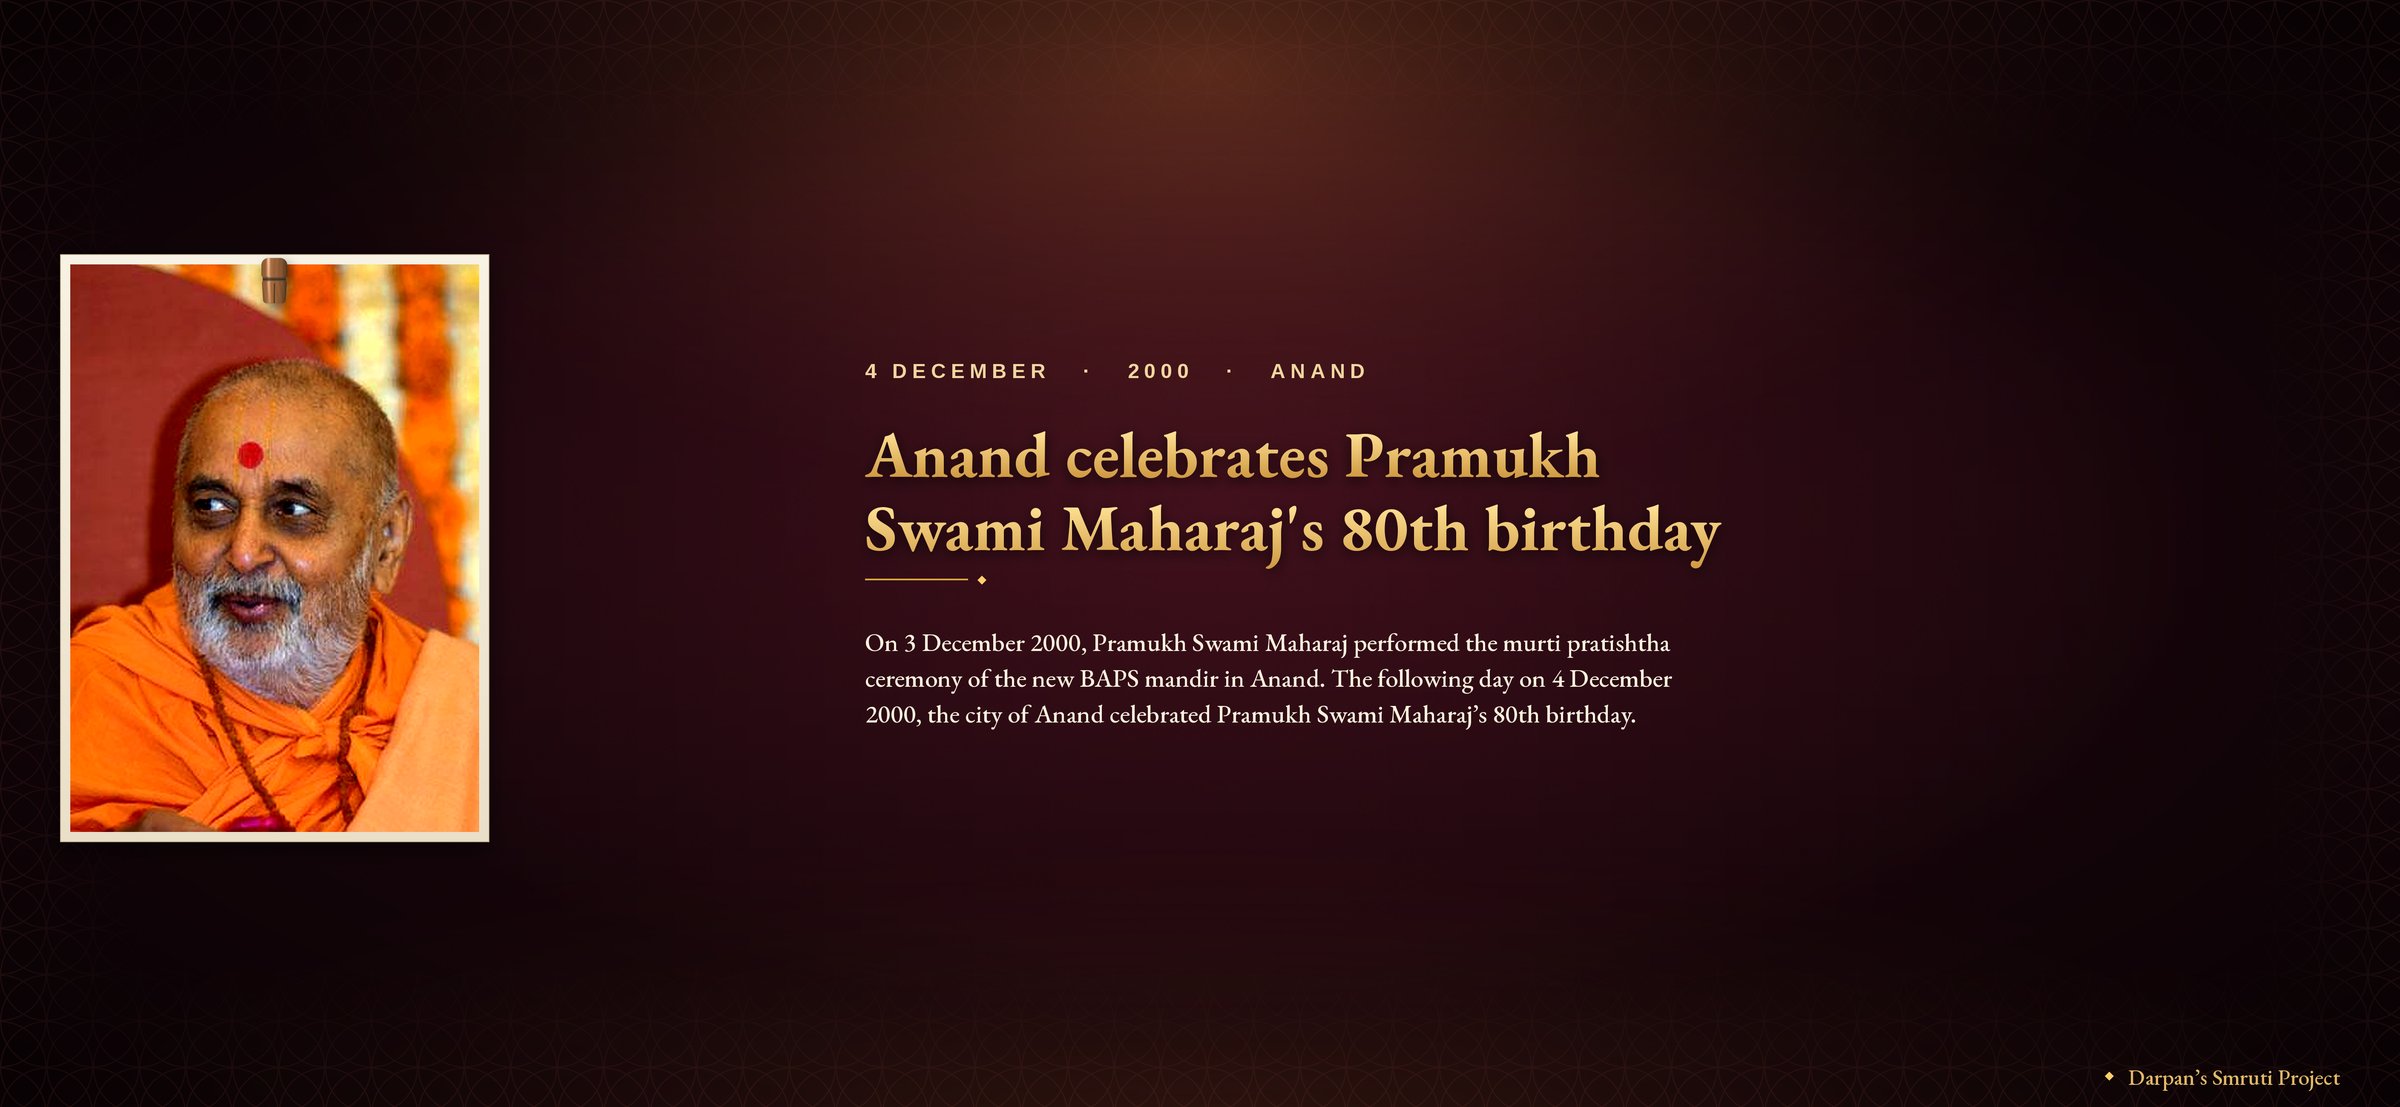 4 DECEMBER · 2000 · ANAND
Anand celebrates Pramukh
Swami Maharaj's 80th birthday
On 3 December 2000, Pramukh Swami Maharaj performed the murti pratishtha
ceremony of the new BAPS mandir in Anand. The following day on 4 December
2000, the city of Anand celebrated Pramukh Swami Maharaj’s 80th birthday.
Darpan’s Smruti Project